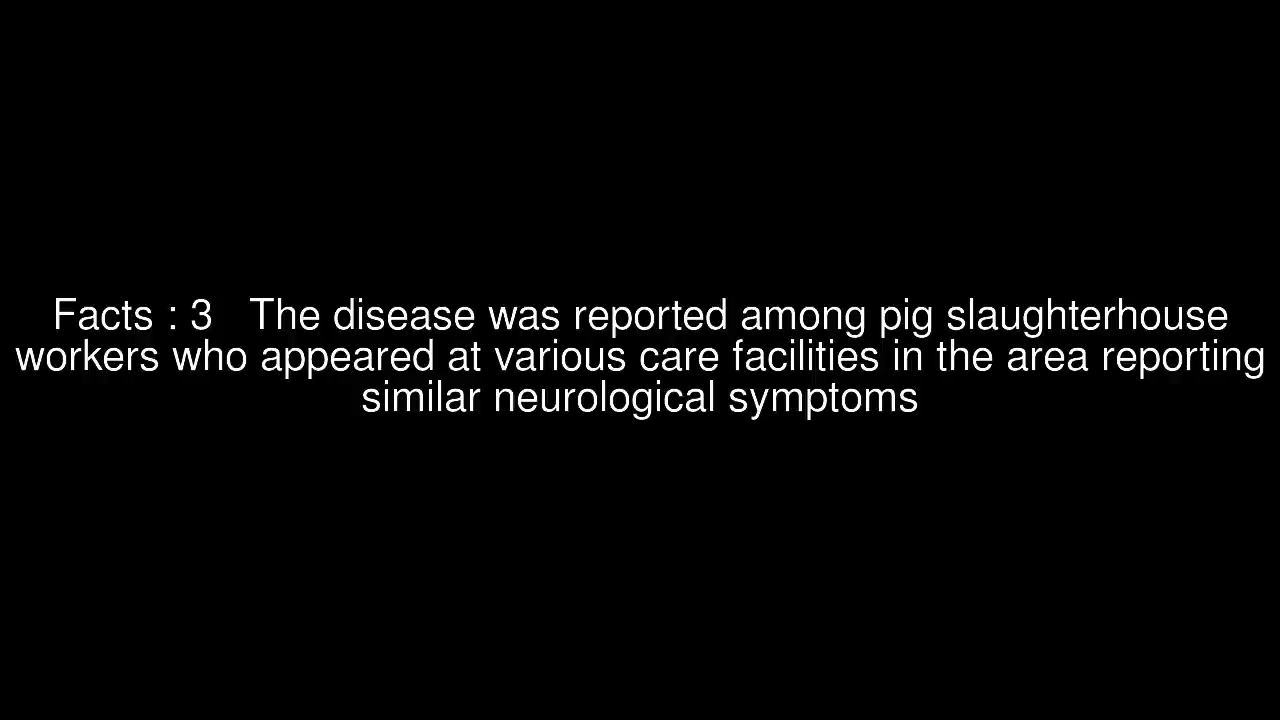 Facts : 3   The disease was reported among pig slaughterhouse
workers who appeared at various care facilities in the area reporting
similar neurological symptoms